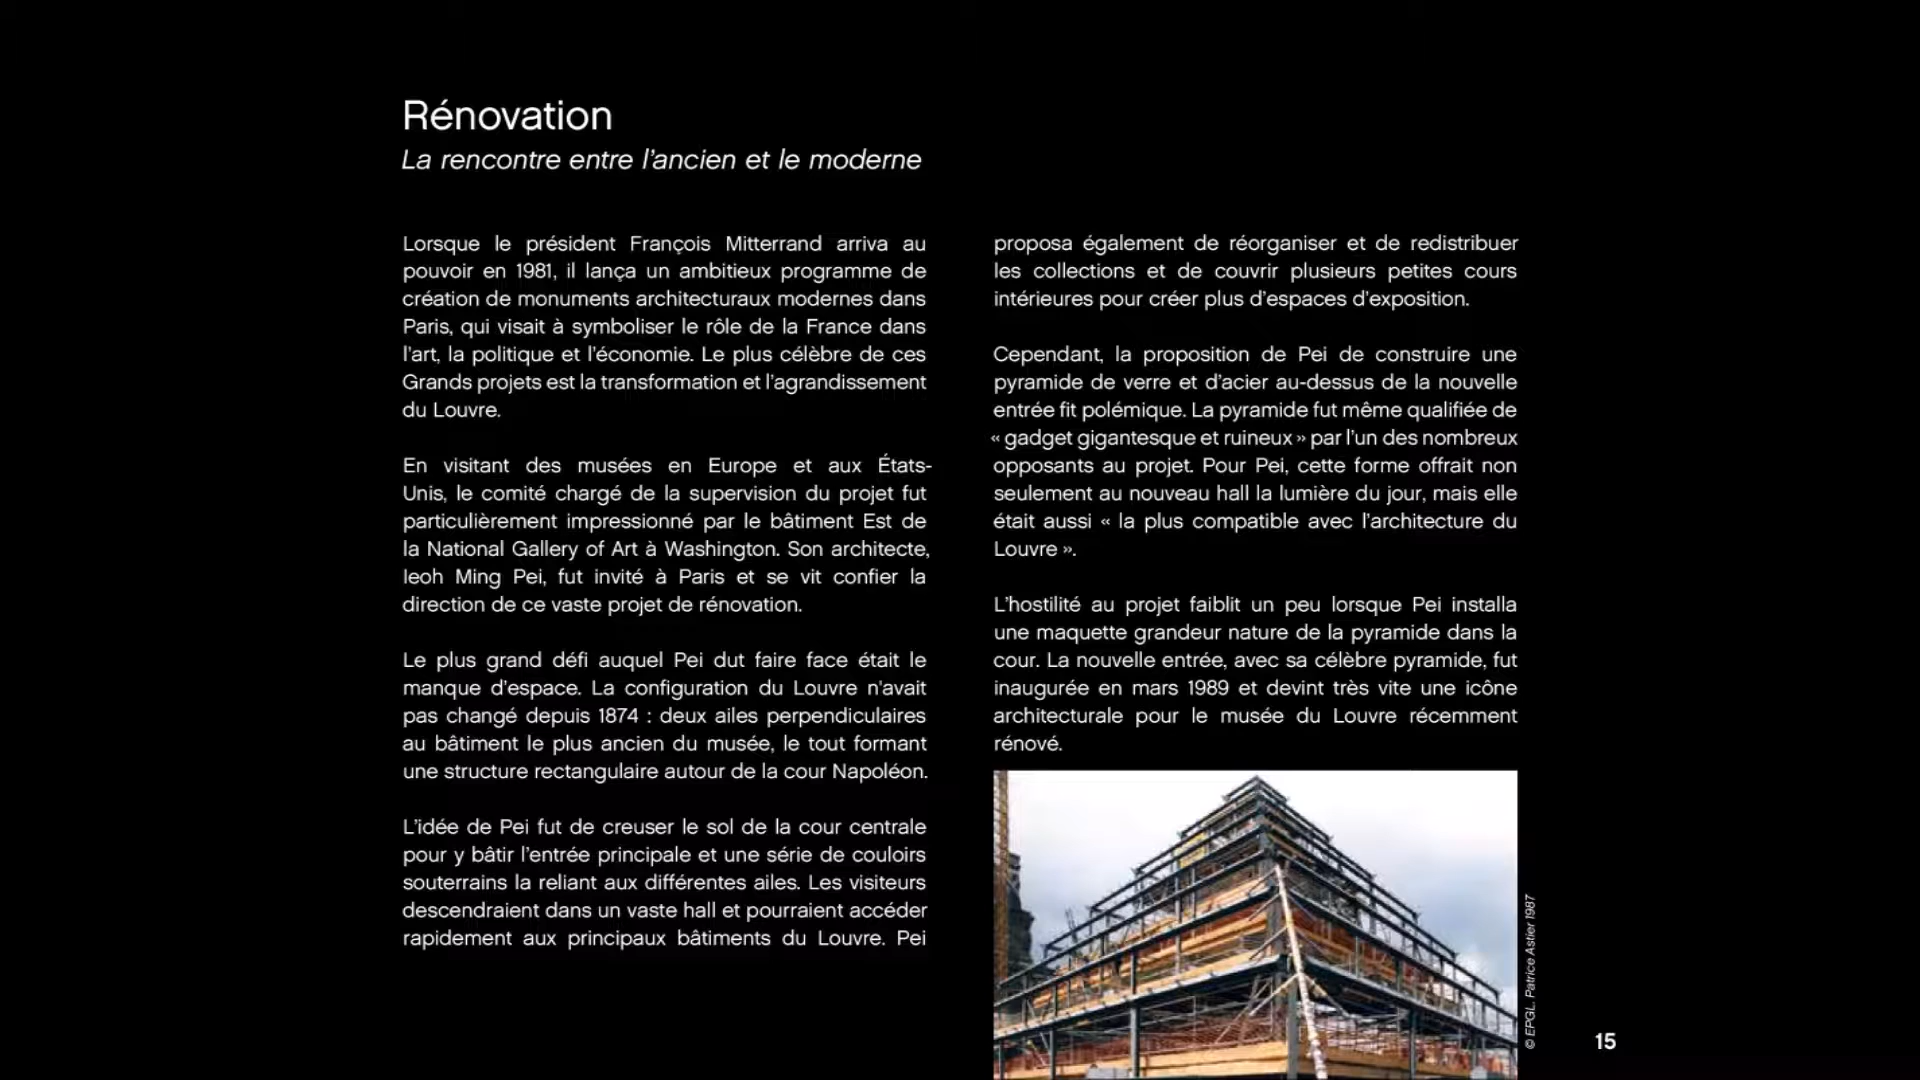 Rénovation
La rencontre entre l'ancien et le moderne
Lorsque le président François Mitterrand arriva au
pouvoir en 1981, il lança un ambitieux programme de
création de monuments architecturaux modernes dans
Paris, qui visait à symboliser le rôle de la France dans
l'art, la politique et l'économie. Le plus célèbre de ces
Grands projets est la transformation et l'agrandissement
du Louvre.
En visitant des musées en Europe et aux États-
Unis, le comité chargé de la supervision du projet fut
particulièrement impressionné par le bâtiment Est de
la National Gallery of Art à Washington. Son architecte,
Ieoh Ming Pei, fut invité à Paris et se vit confier la
direction de ce vaste projet de rénovation.
Le plus grand défi auquel Pei dut faire face était le
manque d'espace. La configuration du Louvre n'avait
pas changé depuis 1874 : deux ailes perpendiculaires
au bâtiment le plus ancien du musée, le tout formant
une structure rectangulaire autour de la cour Napoléon.
L'idée de Pei fut de creuser le sol de la cour centrale
pour y bâtir l'entrée principale et une série de couloirs
souterrains la reliant aux différentes ailes. Les visiteurs
descendraient dans un vaste hall et pourraient accéder
rapidement aux principaux bâtiments du Louvre. Pei
proposa également de réorganiser et de redistribuer
les collections et de couvrir plusieurs petites cours
intérieures pour créer plus d'espaces d'exposition.
Cependant, la proposition de Pei de construire une
pyramide de verre et d'acier au-dessus de la nouvelle
entrée fit polémique. La pyramide fut même qualifiée de
« gadget gigantesque et ruineux » par l'un des nombreux
opposants au projet. Pour Pei, cette forme offrait non
seulement au nouveau hall la lumière du jour, mais elle
était aussi « la plus compatible avec l'architecture du
Louvre ».
L'hostilité au projet faiblit un peu lorsque Pei installa
une maquette grandeur nature de la pyramide dans la
cour. La nouvelle entrée, avec sa célèbre pyramide, fut
inaugurée en mars 1989 et devint très vite une icône
architecturale pour le musée du Louvre récemment
rénové.
© EPGL. Patrice Astier 1987
15